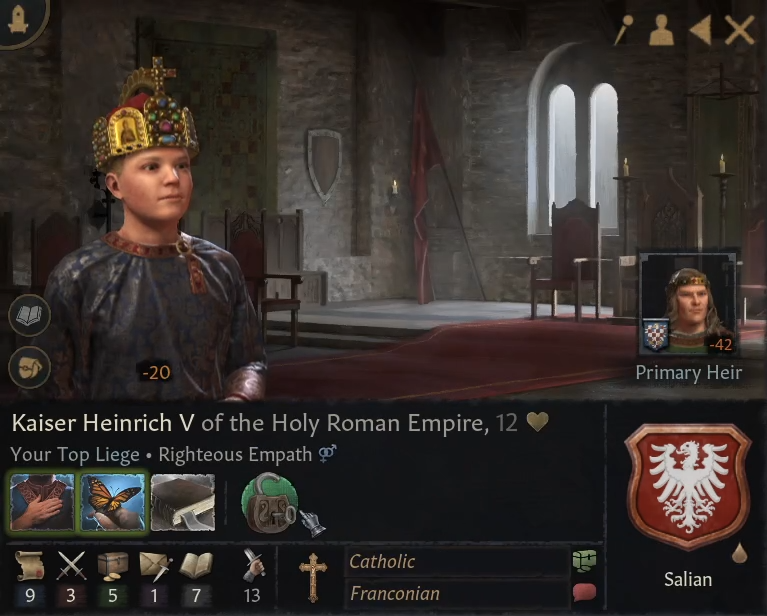 -20
-42
Primary Heir
Kaiser Heinrich V of the Holy Roman Empire, 12
Your Top Liege • Righteous Empath
9 3 5 1 7 13
Catholic
Franconian
Salian